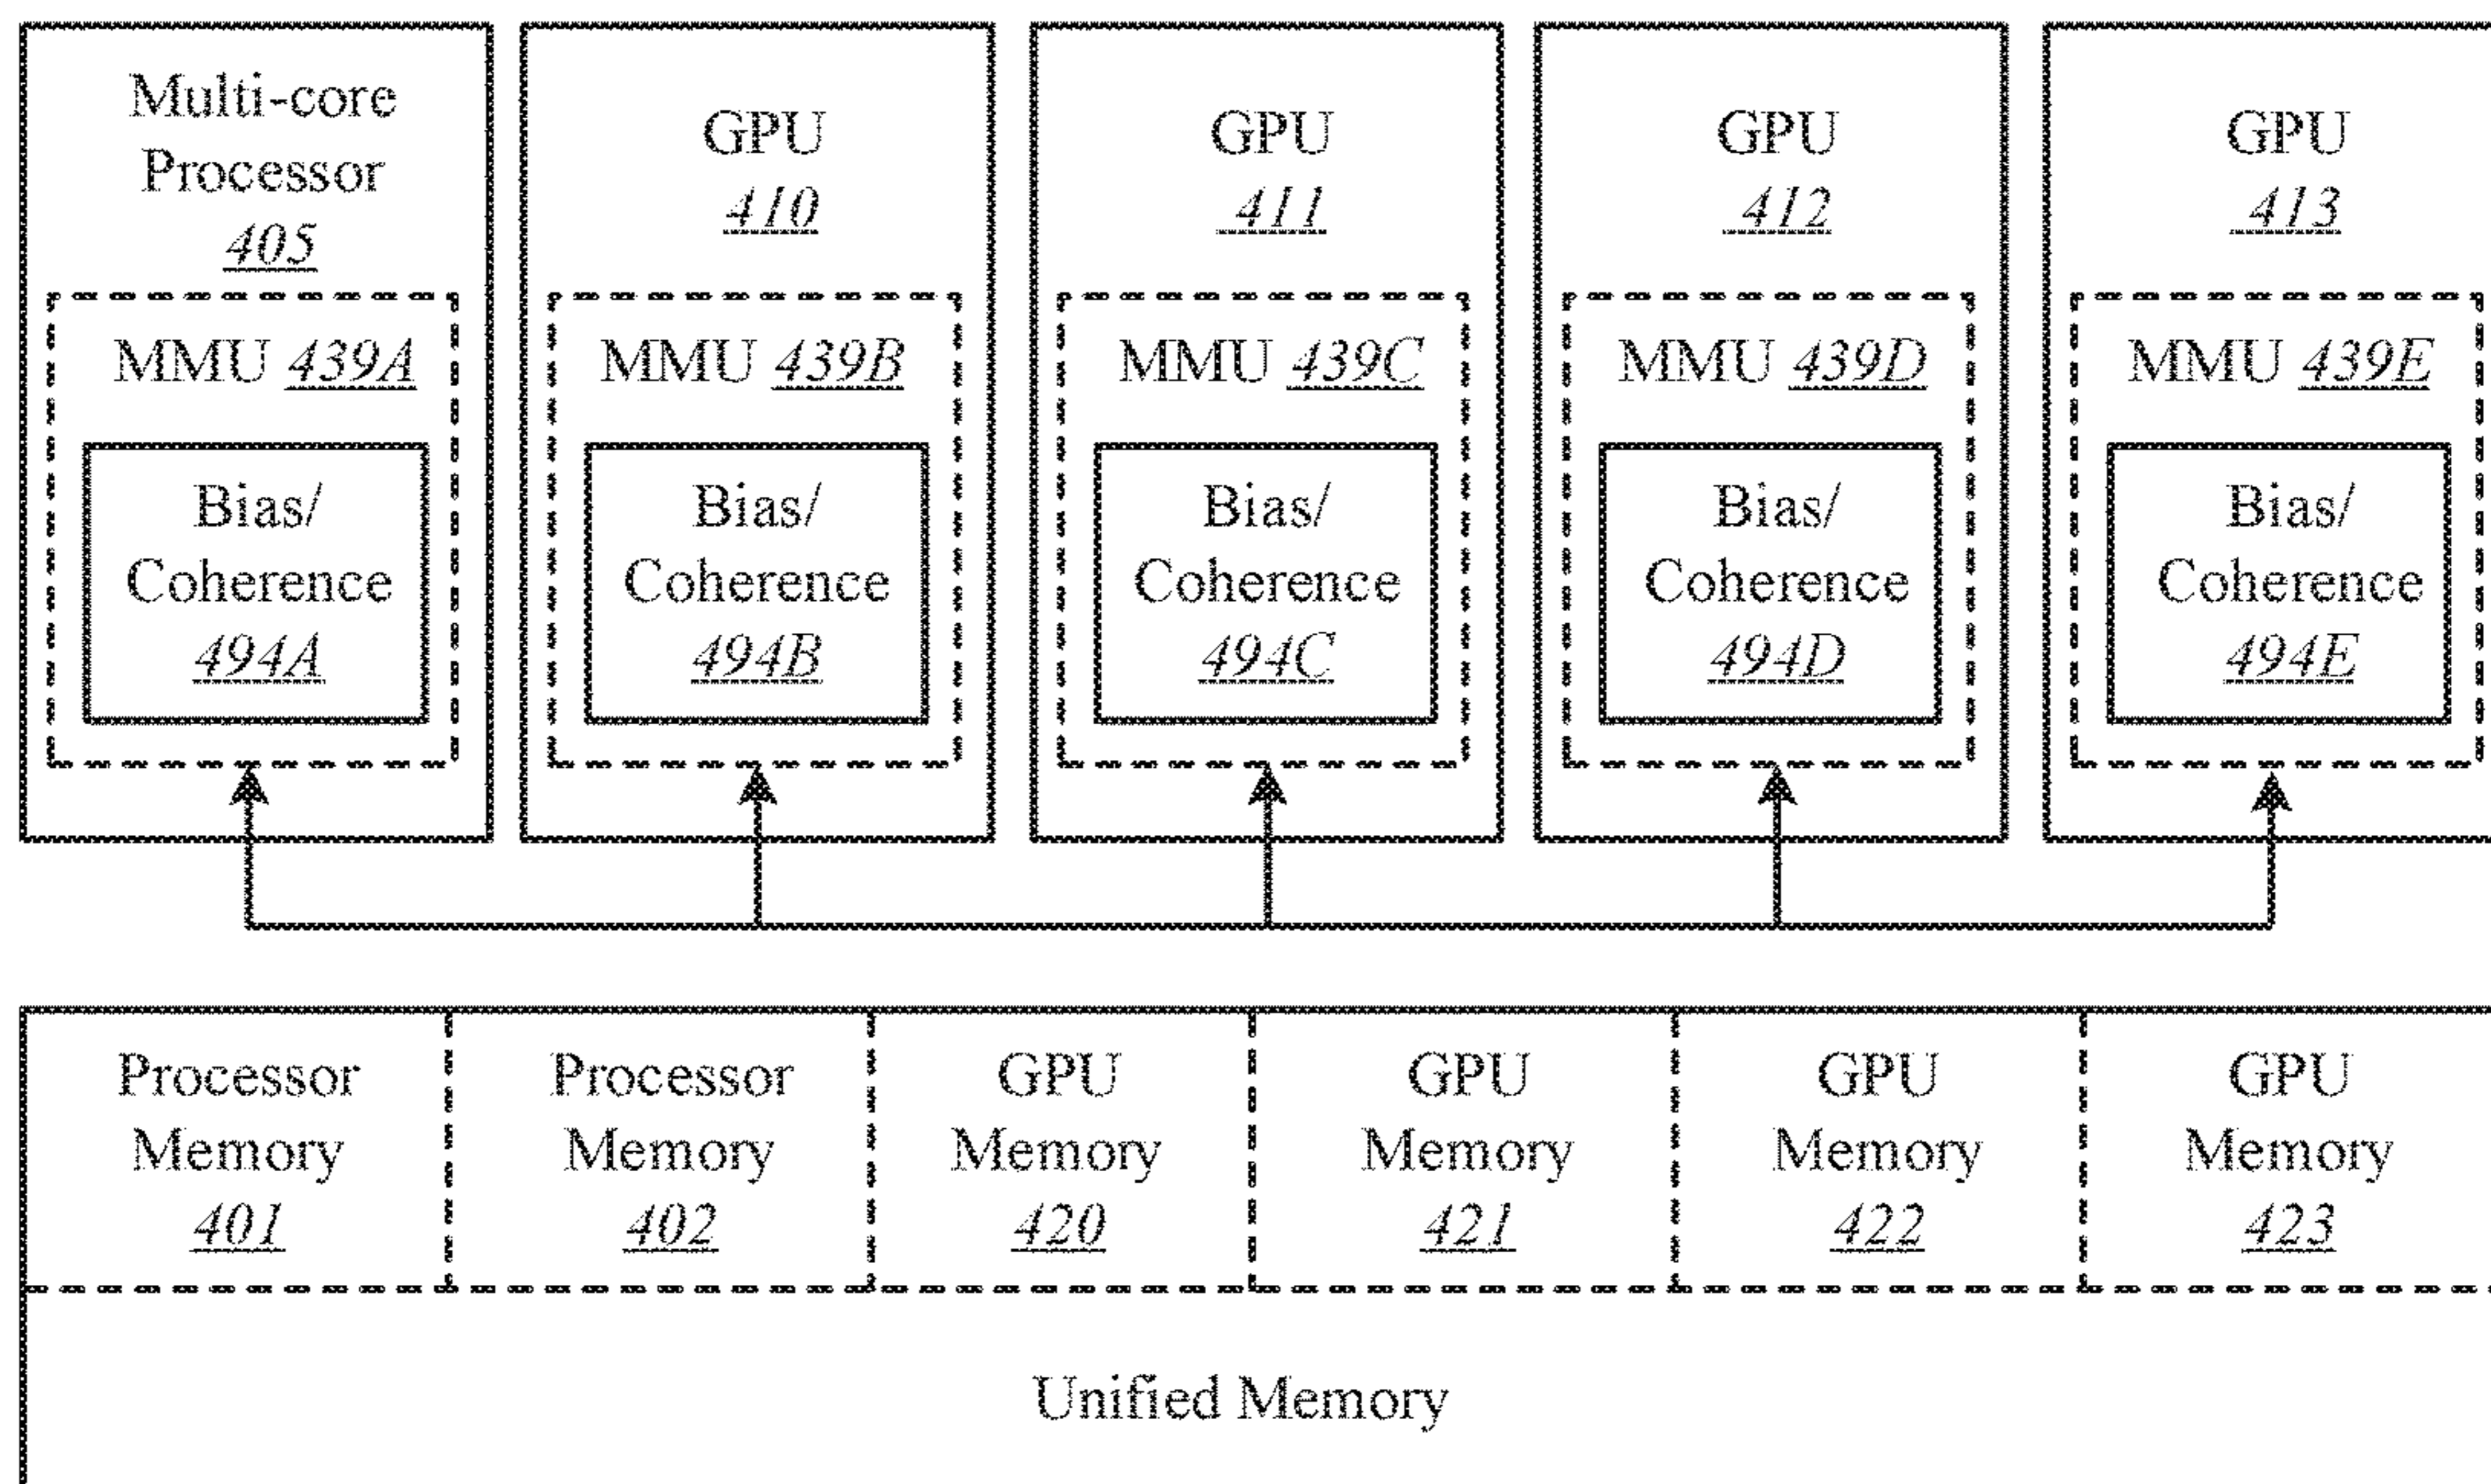 Multi-core
Processor
405
MMU 439A
Bias/
Coherence
494A
GPU
410
MMU 439B
Bias/
Coherence
494B
GPU
411
MMU 439C
Bias/
Coherence
494C
GPU
412
MMU 439D
Bias/
Coherence
494D
GPU
413
MMU 439E
Bias/
Coherence
494E
Processor
Memory
401
Processor
Memory
402
GPU
Memory
420
GPU
Memory
421
GPU
Memory
422
GPU
Memory
423
Unified Memory